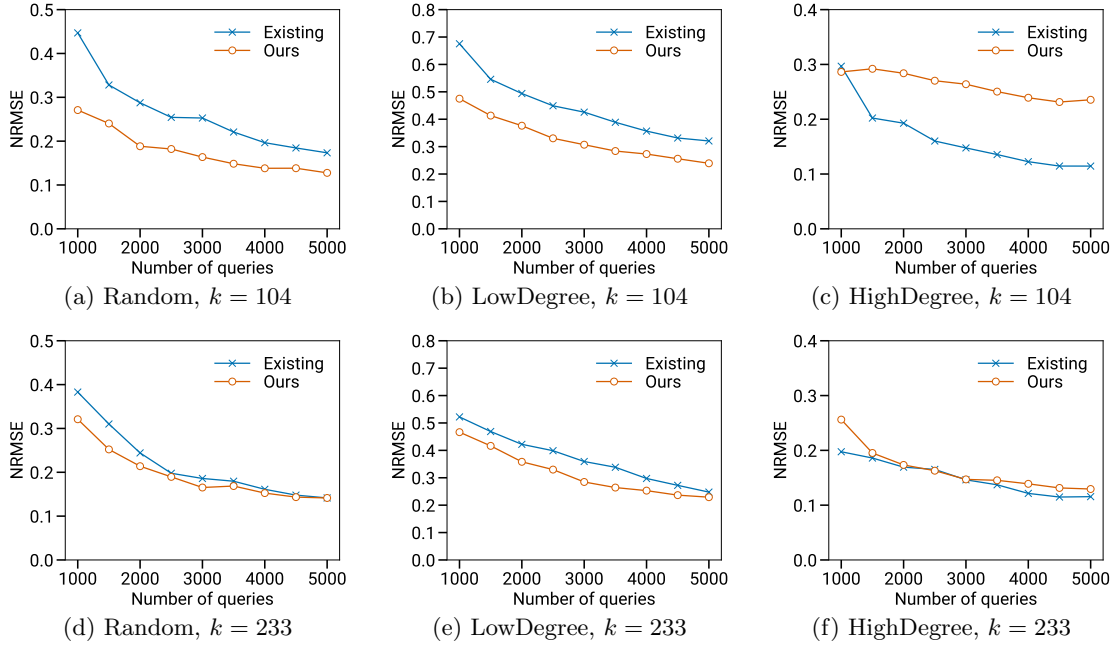 0.5
0.4
0.3
0.2
0.1
0.0
NRMSE
Existing
Ours
1000 2000 3000 4000 5000
Number of queries
(a) Random, k = 104
0.8
0.7
0.6
0.5
0.4
0.3
0.2
0.1
0.0
NRMSE
Existing
Ours
1000 2000 3000 4000 5000
Number of queries
(b) LowDegree, k = 104
0.4
0.3
0.2
0.1
0.0
NRMSE
Existing
Ours
1000 2000 3000 4000 5000
Number of queries
(c) HighDegree, k = 104
0.5
0.4
0.3
0.2
0.1
0.0
NRMSE
Existing
Ours
1000 2000 3000 4000 5000
Number of queries
(d) Random, k = 233
0.8
0.7
0.6
0.5
0.4
0.3
0.2
0.1
0.0
NRMSE
Existing
Ours
1000 2000 3000 4000 5000
Number of queries
(e) LowDegree, k = 233
0.4
0.3
0.2
0.1
0.0
NRMSE
Existing
Ours
1000 2000 3000 4000 5000
Number of queries
(f) HighDegree, k = 233